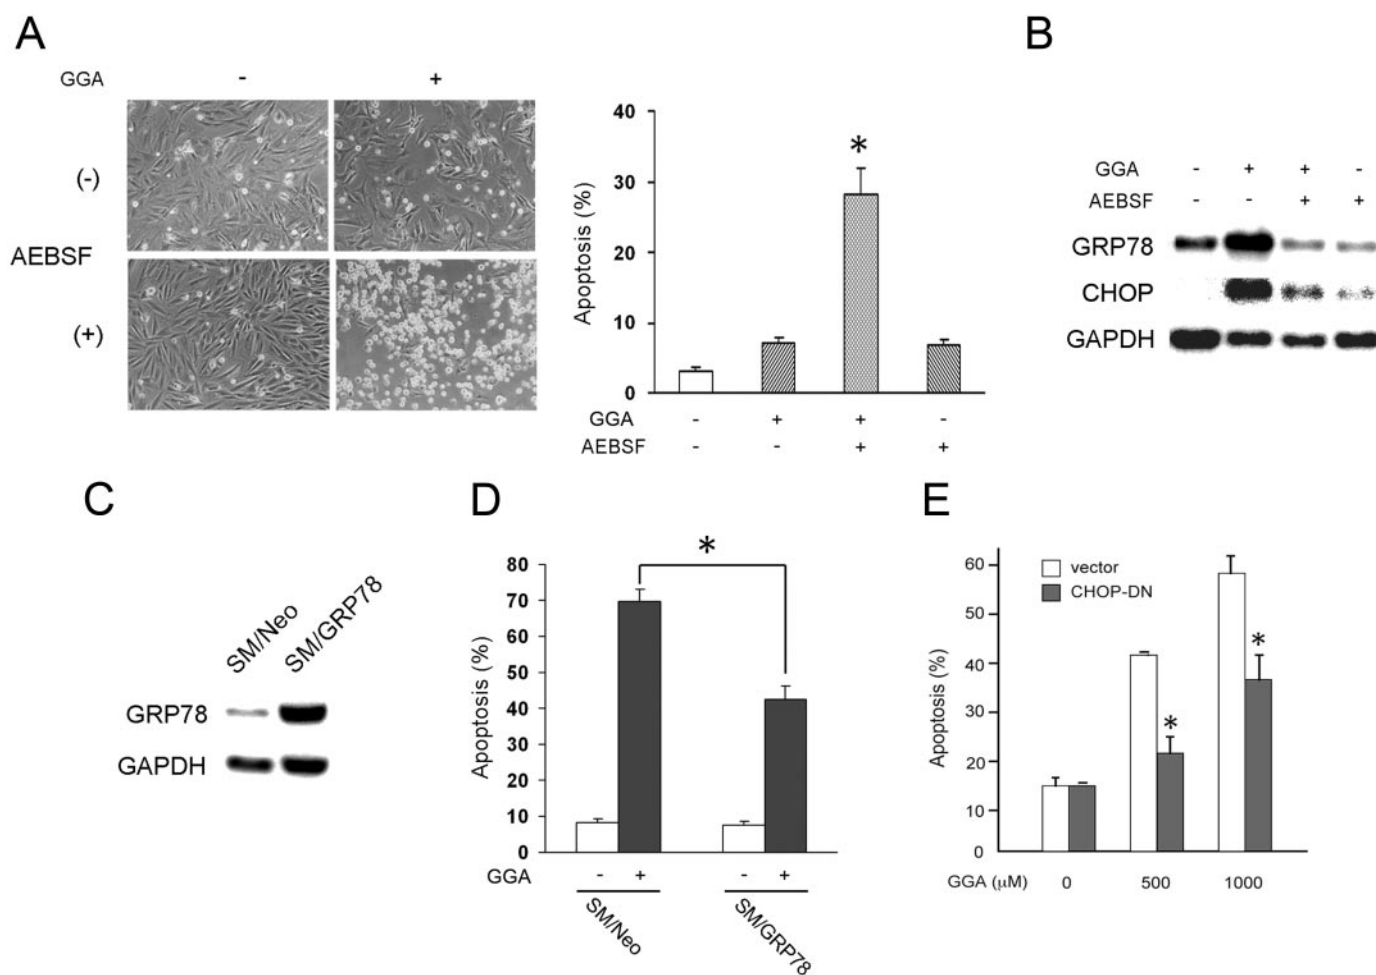 A
GGA - +
(-)
AEBSF
(+)
Apoptosis (%)
40
30
20
10
0
GGA - + + -
AEBSF - - + +
*
B
GGA - + + -
AEBSF - - + +
GRP78
CHOP
GAPDH
C
SM/Neo
SM/GRP78
GRP78
GAPDH
D
*
Apoptosis (%)
80
70
60
50
40
30
20
10
0
GGA - + - +
SM/Neo
SM/GRP78
E
vector
CHOP-DN
Apoptosis (%)
60
50
40
30
20
10
0
*
*
GGA (µM) 0 500 1000